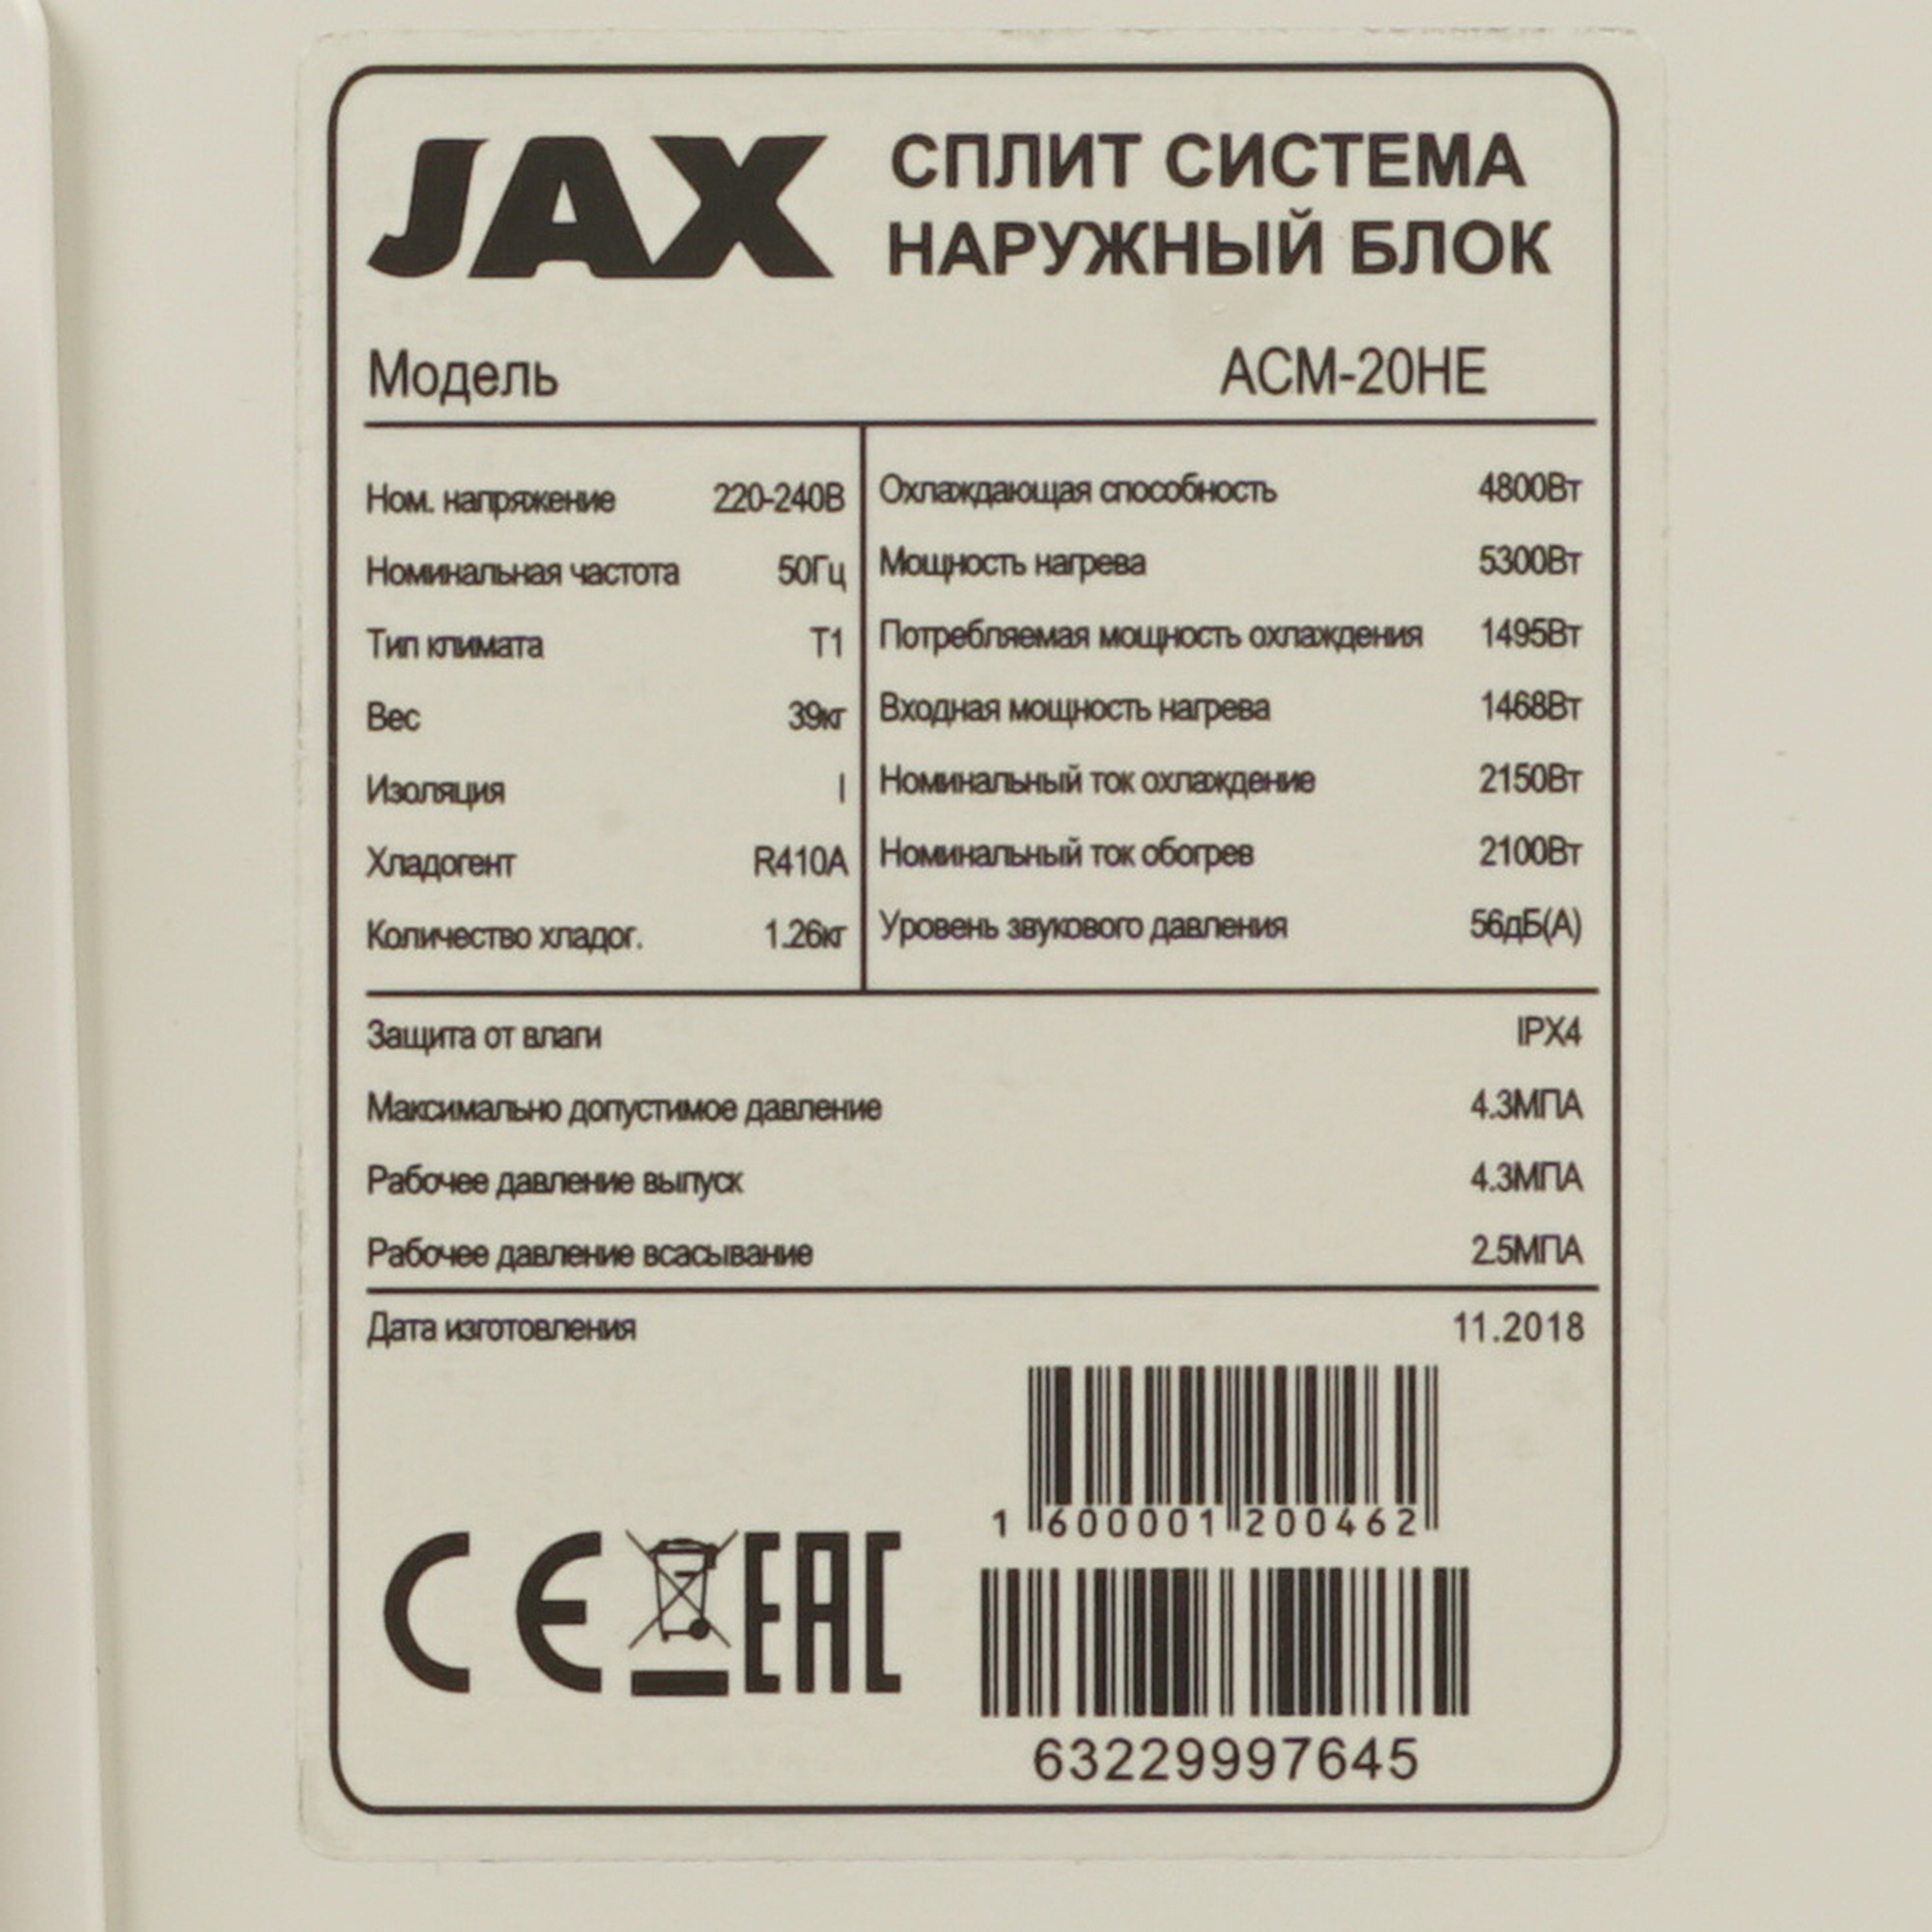 JAX
СПЛИТ СИСТЕМА
НАРУЖНЫЙ БЛОК
Модель ACM-20HE
Ном. напряжение 220-240В
Номинальная частота 50Гц
Тип климата T1
Вес 39кг
Изоляция I
Хладогент R410A
Количество хладог. 1.26кг
Охлаждающая способность 4800Вт
Мощность нагрева 5300Вт
Потребляемая мощность охлаждения 1495Вт
Входная мощность нагрева 1468Вт
Номинальный ток охлаждение 2150Вт
Номинальный ток обогрев 2100Вт
Уровень звукового давления 56дБ(А)
Защита от влаги IPX4
Максимально допустимое давление 4.3МПА
Рабочее давление выпуск 4.3МПА
Рабочее давление всасывание 2.5МПА
Дата изготовления 11.2018
1 600001 200462
CE EAC
63229997645